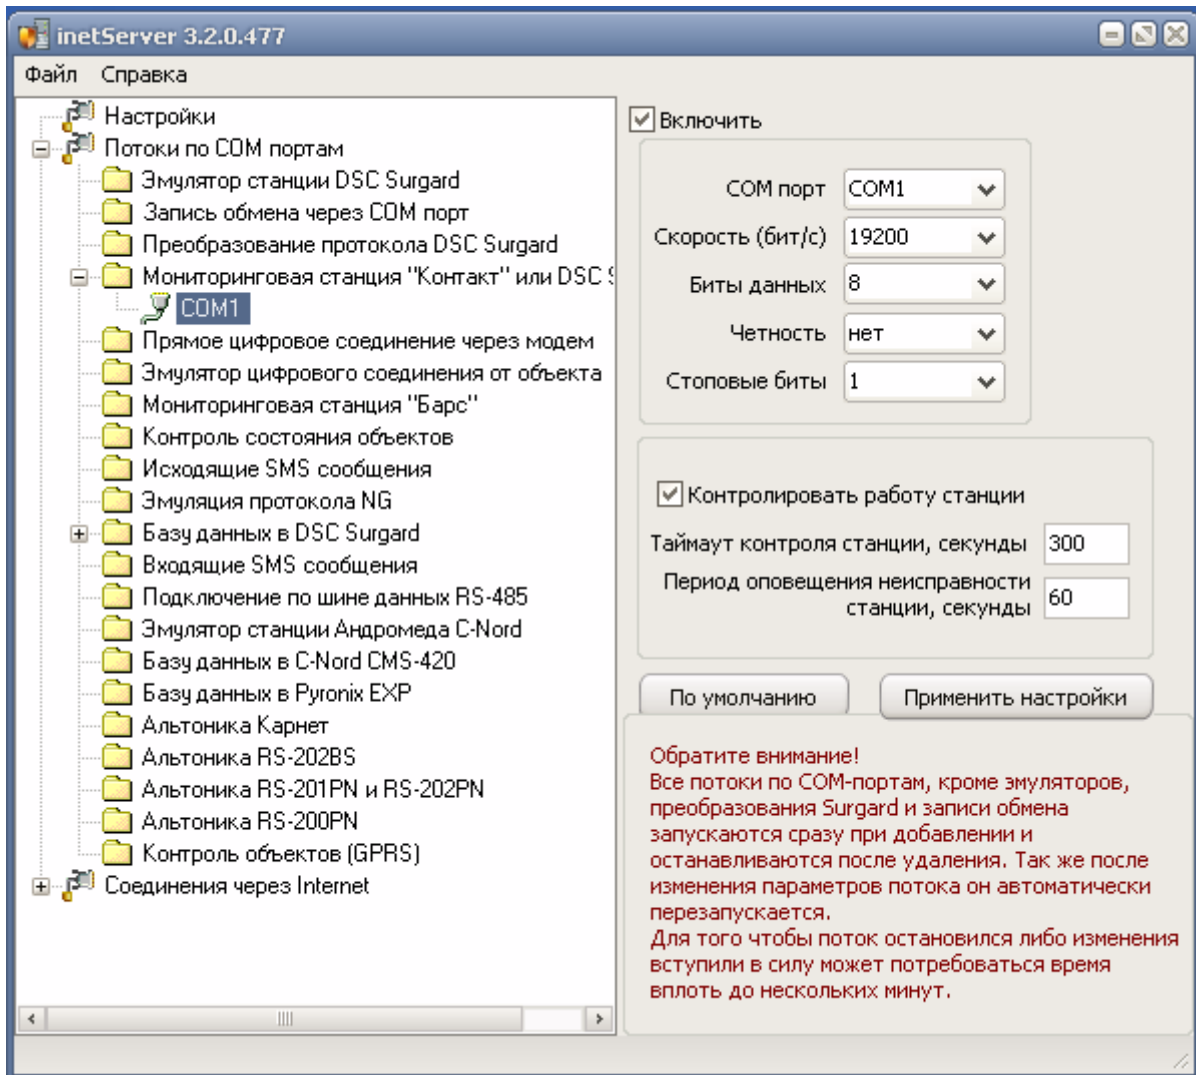 inetServer 3.2.0.477
Файл Справка
Настройки
Потоки по COM портам
Эмулятор станции DSC Surgard
Запись обмена через COM порт
Преобразование протокола DSC Surgard
Мониторинговая станция "Контакт" или DSC
COM1
Прямое цифровое соединение через модем
Эмулятор цифрового соединения от объекта
Мониторинговая станция "Барс"
Контроль состояния объектов
Исходящие SMS сообщения
Эмуляция протокола NG
Базу данных в DSC Surgard
Входящие SMS сообщения
Подключение по шине данных RS-485
Эмулятор станции Андромеда C-Nord
Базу данных в C-Nord CMS-420
Базу данных в Pyronix EXP
Альтоника Карнет
Альтоника RS-202BS
Альтоника RS-201PN и RS-202PN
Альтоника RS-200PN
Контроль объектов (GPRS)
Соединения через Internet
Включить
COM порт COM1
Скорость (бит/с) 19200
Биты данных 8
Четность нет
Стоповые биты 1
Контролировать работу станции
Таймаут контроля станции, секунды 300
Период оповещения неисправности
станции, секунды 60
По умолчанию Применить настройки
Обратите внимание!
Все потоки по COM-портам, кроме эмуляторов,
преобразования Surgard и записи обмена
запускаются сразу при добавлении и
останавливаются после удаления. Так же после
изменения параметров потока он автоматически
перезапускается.
Для того чтобы поток остановился либо изменения
вступили в силу может потребоваться время
вплоть до нескольких минут.